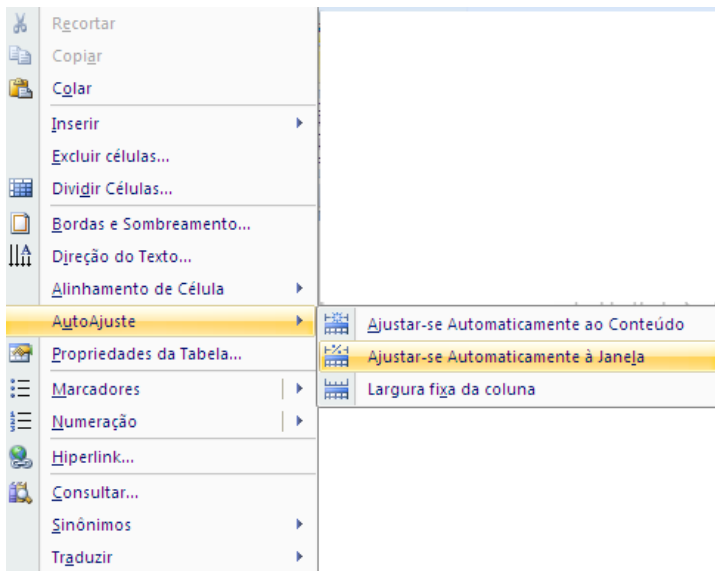 Recortar
Copiar
Colar
Inserir
Excluir células...
Dividir Células...
Bordas e Sombreamento...
Direção do Texto...
Alinhamento de Célula
AutoAjuste
Ajustar-se Automaticamente ao Conteúdo
Propriedades da Tabela...
Ajustar-se Automaticamente à Janela
Marcadores
Largura fixa da coluna
Numeração
Hiperlink...
Consultar...
Sinônimos
Traduzir